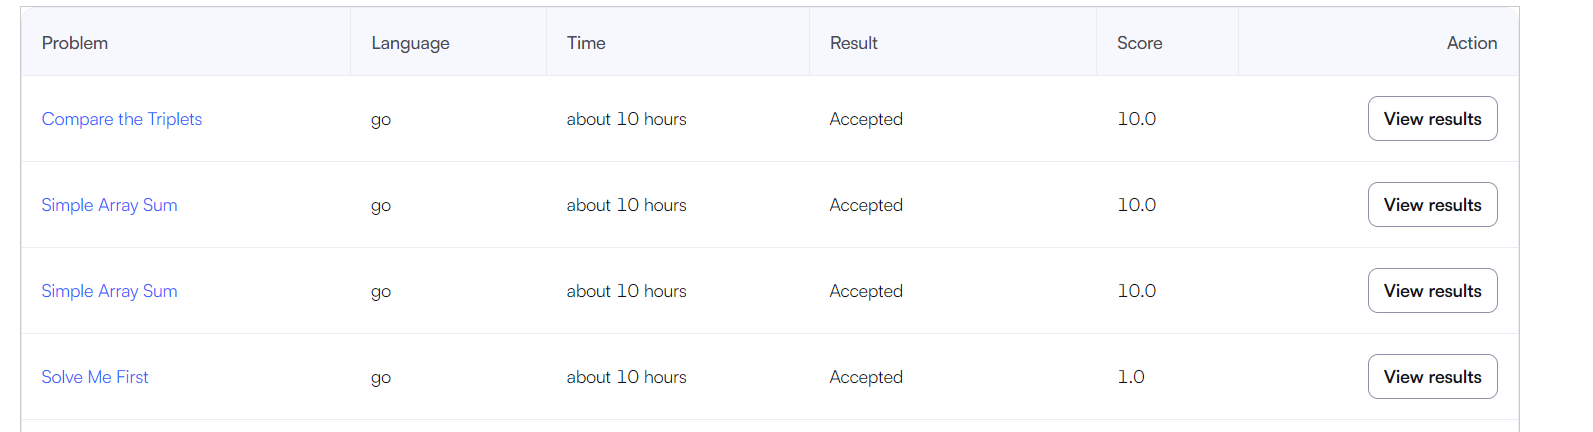 Problem Language Time Result Score Action
Compare the Triplets go about 10 hours Accepted 10.0 View results
Simple Array Sum go about 10 hours Accepted 10.0 View results
Simple Array Sum go about 10 hours Accepted 10.0 View results
Solve Me First go about 10 hours Accepted 1.0 View results